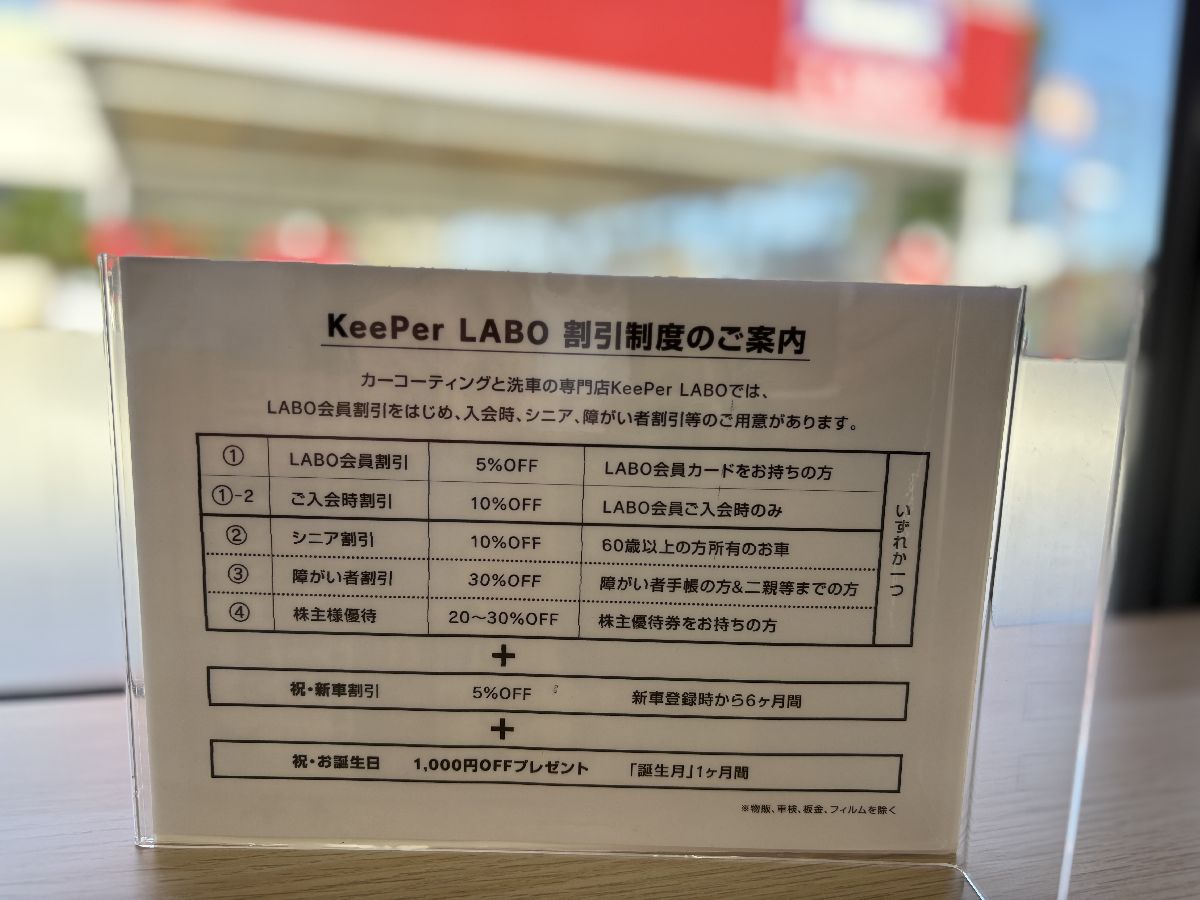 KeePer LABO 割引制度のご案内
カーコーティングと洗車の専門店KeePer LABOでは、
LABO会員割引をはじめ、入会時、シニア、障がい者割引等のご用意があります。
① LABO会員割引 5%OFF LABO会員カードをお持ちの方
①-2 ご入会時割引 10%OFF LABO会員ご入会時のみ
② シニア割引 10%OFF 60歳以上の方所有のお車
③ 障がい者割引 30%OFF 障がい者手帳の方&二親等までの方
④ 株主様優待 20〜30%OFF 株主優待券をお持ちの方
いずれか一つ
+
祝・新車割引 5%OFF 新車登録時から6ヶ月間
+
祝・お誕生日 1,000円OFFプレゼント 「誕生月」1ヶ月間
※物販、車検、板金、フィルムを除く